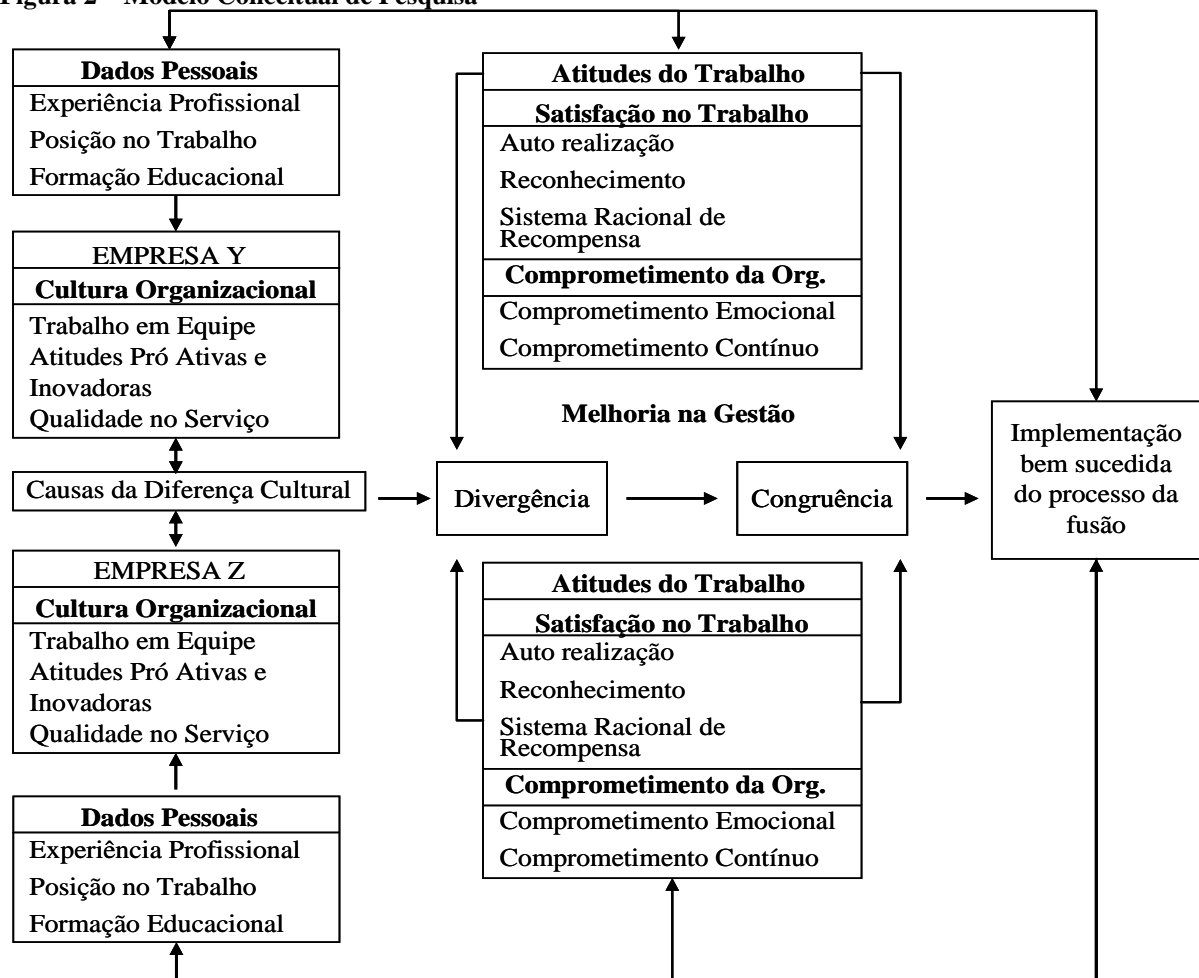 Figura 2 – Modelo Conceitual de Pesquisa
Dados Pessoais
Experiência Profissional
Posição no Trabalho
Formação Educacional
EMPRESA Y
Cultura Organizacional
Trabalho em Equipe
Atitudes Pró Ativas e
Inovadoras
Qualidade no Serviço
Causas da Diferença Cultural
EMPRESA Z
Cultura Organizacional
Trabalho em Equipe
Atitudes Pró Ativas e
Inovadoras
Qualidade no Serviço
Dados Pessoais
Experiência Profissional
Posição no Trabalho
Formação Educacional
Atitudes do Trabalho
Satisfação no Trabalho
Auto realização
Reconhecimento
Sistema Racional de
Recompensa
Comprometimento da Org.
Comprometimento Emocional
Comprometimento Contínuo
Melhoria na Gestão
Divergência
Congruência
Atitudes do Trabalho
Satisfação no Trabalho
Auto realização
Reconhecimento
Sistema Racional de
Recompensa
Comprometimento da Org.
Comprometimento Emocional
Comprometimento Contínuo
Implementação
bem sucedida
do processo da
fusão